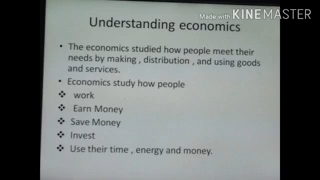 Made with KINEMASTER
Understanding economics
• The economics studied how people meet their
needs by making , distribution , and using goods
and services.
• Economics study how people
❖ work
❖ Earn Money
❖ Save Money
❖ Invest
❖ Use their time , energy and money.